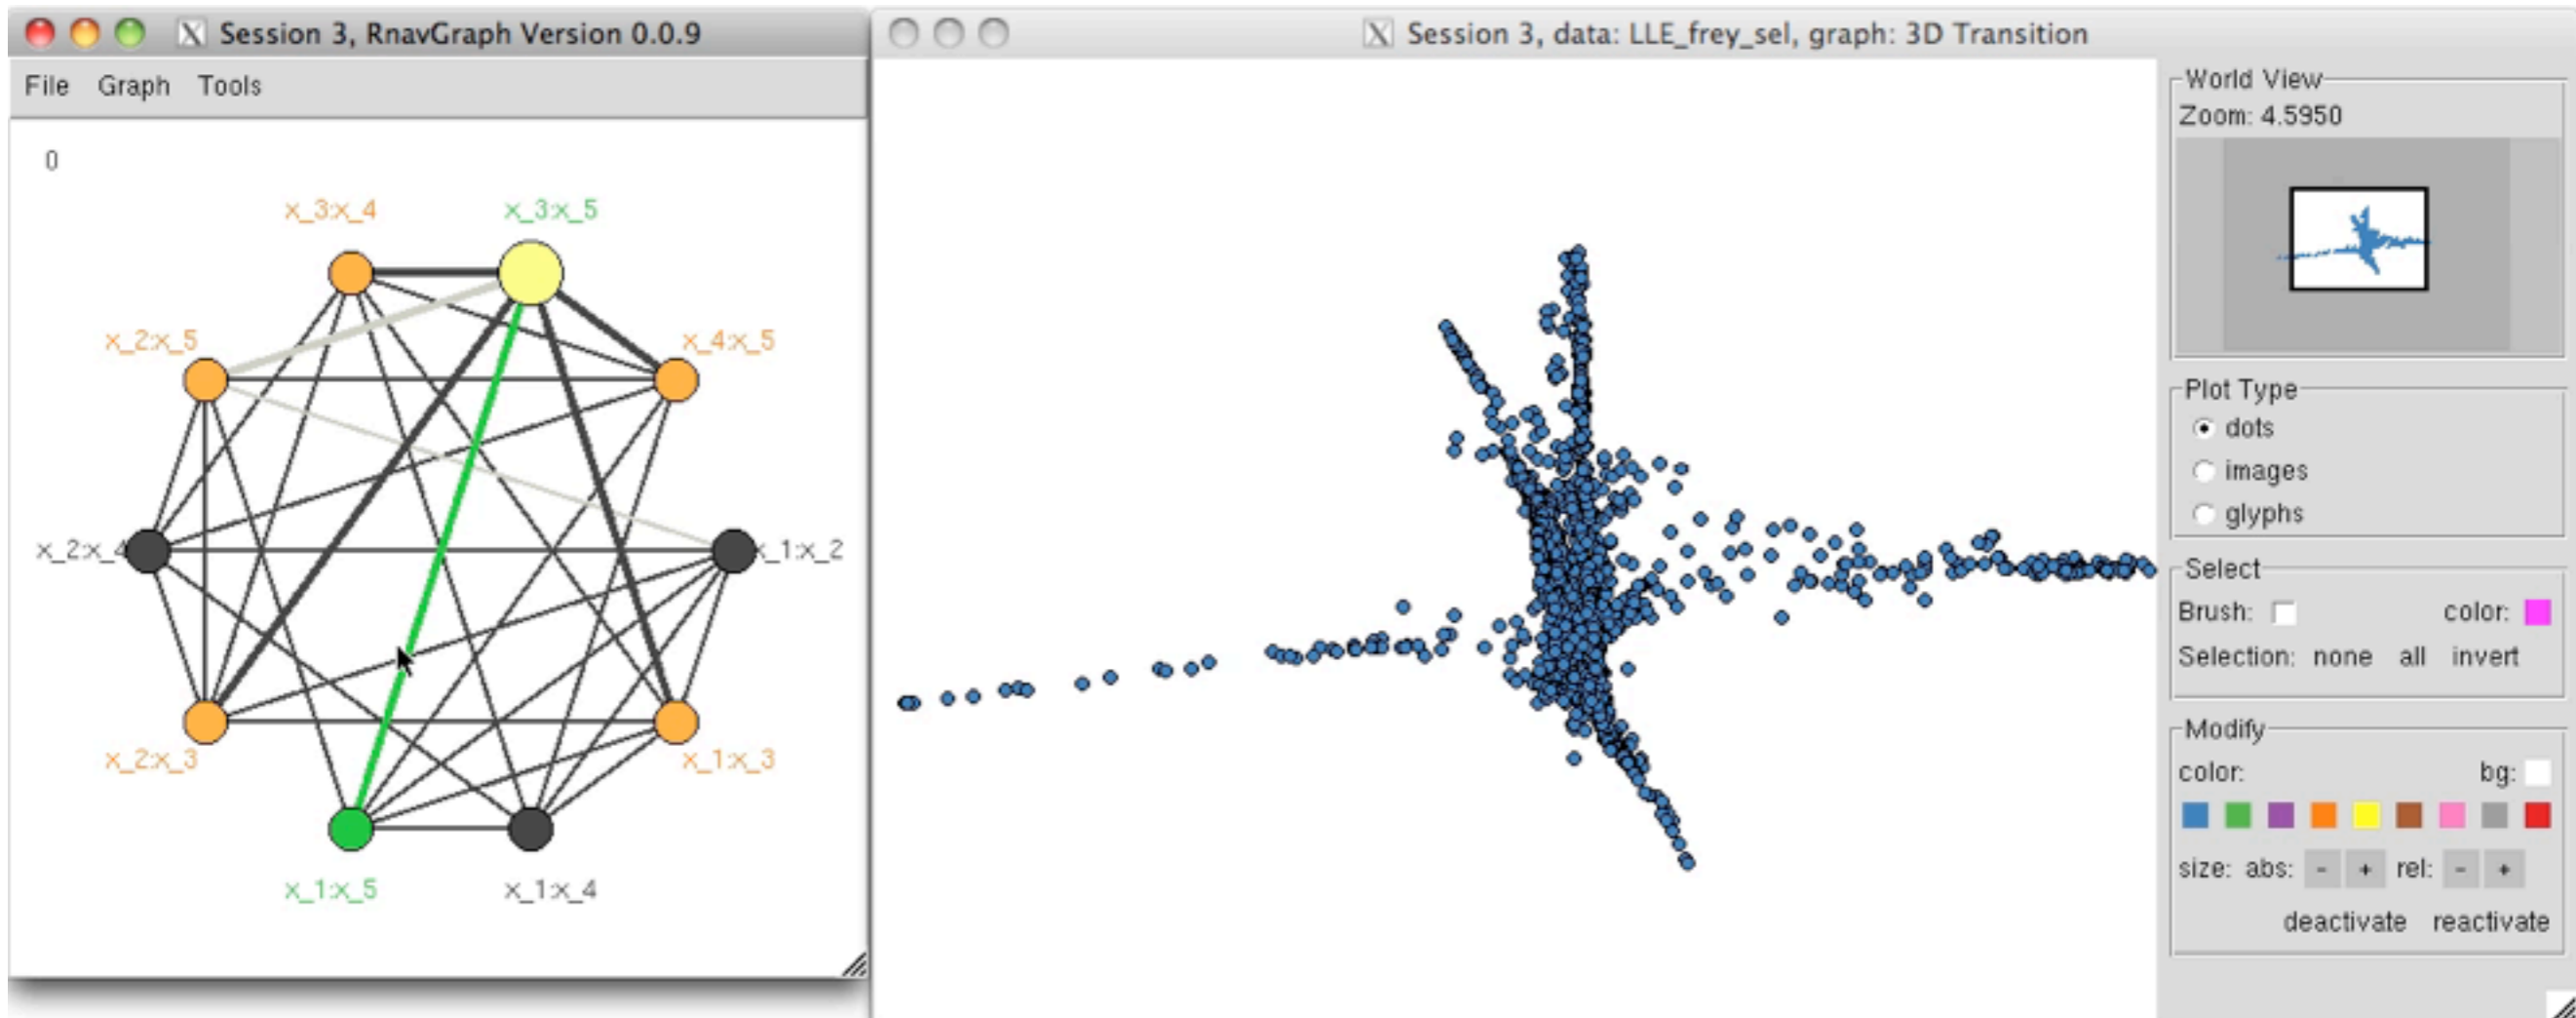 Session 3, RnavGraph Version 0.0.9
File Graph Tools
0
x_3:x_4 x_3:x_5
x_2:x_5 x_4:x_5
x_2:x_4 x_1:x_2
x_2:x_3 x_1:x_3
x_1:x_5 x_1:x_4
Session 3, data: LLE_frey_sel, graph: 3D Transition
World View
Zoom: 4.5950
Plot Type
dots
images
glyphs
Select
Brush: color:
Selection: none all invert
Modify
color: bg:
size: abs: - + rel: - +
deactivate reactivate